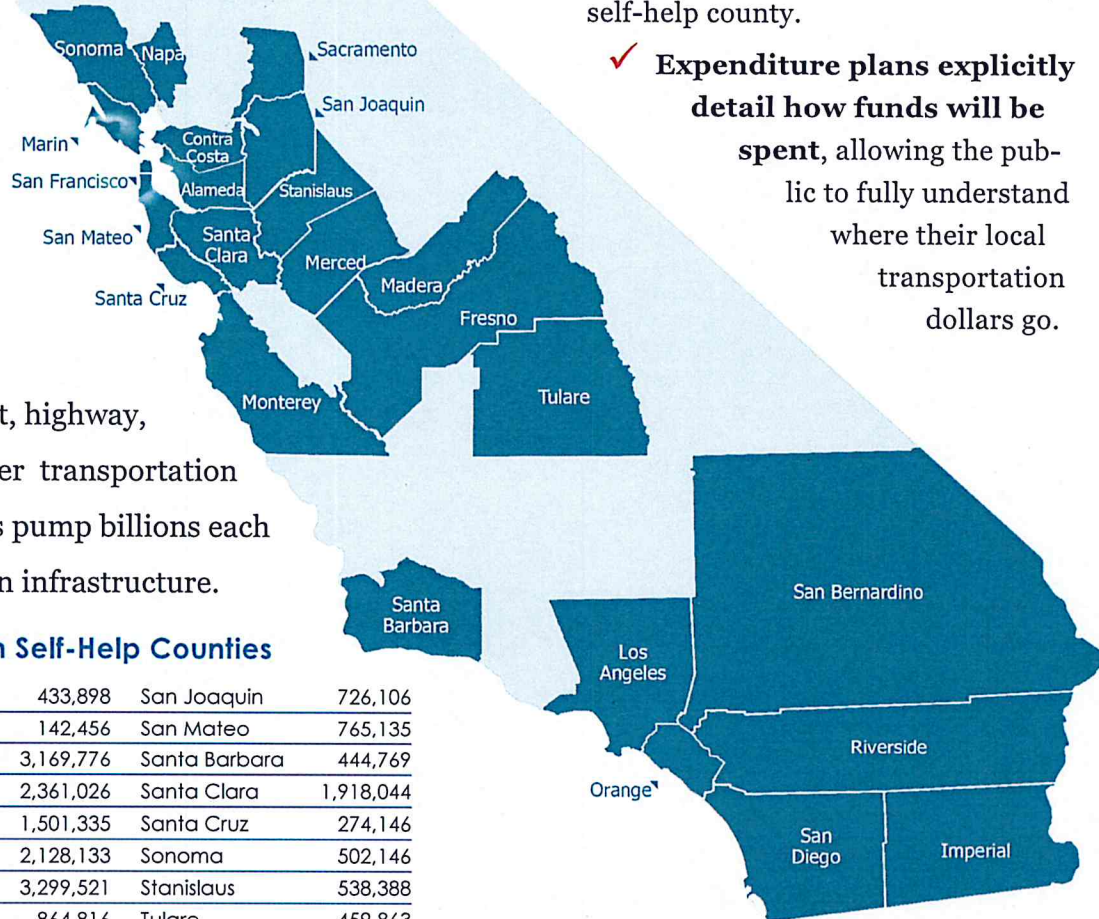 self-help county.
✓ Expenditure plans explicitly
detail how funds will be
spent, allowing the pub-
lic to fully understand
where their local
transportation
dollars go.
Sonoma
Napa
Sacramento
San Joaquin
Marin
Contra
Costa
San Francisco
Alameda
Stanislaus
San Mateo
Santa
Clara
Merced
Madera
Santa Cruz
Fresno
Monterey
Tulare
San Bernardino
Santa
Barbara
Los
Angeles
Riverside
Orange
San
Diego
Imperial
t, highway,
er transportation
s pump billions each
n infrastructure.
n Self-Help Counties
433,898 San Joaquin 726,106
142,456 San Mateo 765,135
3,169,776 Santa Barbara 444,769
2,361,026 Santa Clara 1,918,044
1,501,335 Santa Cruz 274,146
2,128,133 Sonoma 502,146
3,299,521 Stanislaus 538,388
864,816 Tulare 459,863